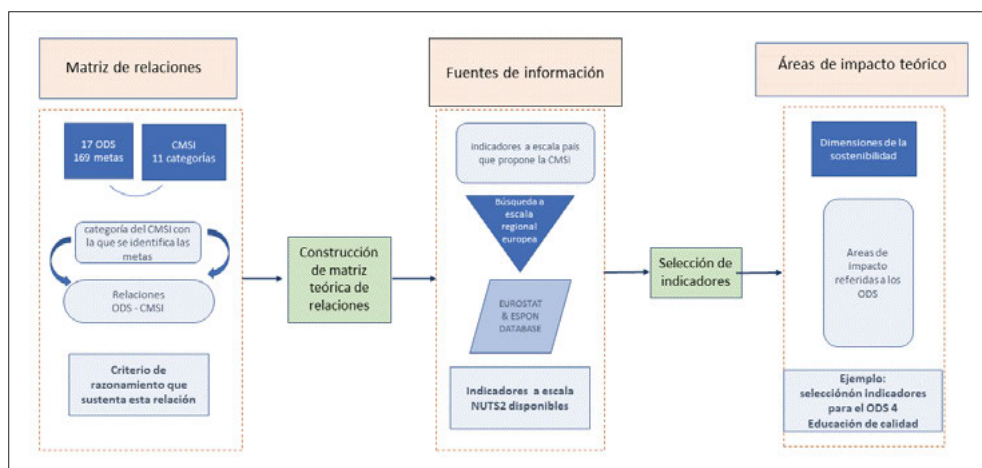 Matriz de relaciones
17 ODS
169 metas
CMSI
11 categorías
categoría del CMSI con
la que se identifica las
metas
Relaciones
ODS - CMSI
Criterio de
razonamiento que
sustenta esta relación
Construcción
de matriz
teórica de
relaciones
Fuentes de información
indicadores a escala país
que propone la CMSI
Búsqueda a
escala
regional
europea
EUROSTAT
& ESPON
DATABASE
Indicadores a escala
NUTS2 disponibles
Selección de
indicadores
Áreas de impacto teórico
Dimensiones de la
sostenibilidad
Areas de
impacto
referidas a los
ODS
Ejemplo:
seleccionón indicadores
para el ODS 4
Educación de calidad